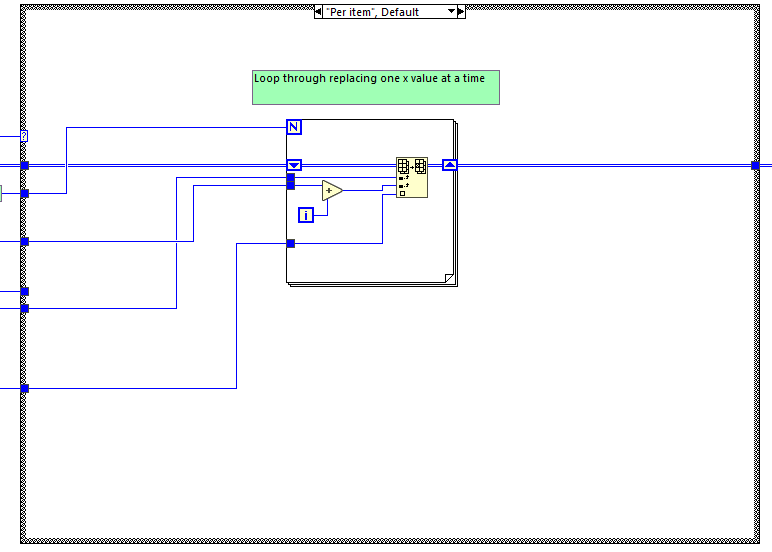 "Per item", Default
Loop through replacing one x value at a time
?
N
+
i